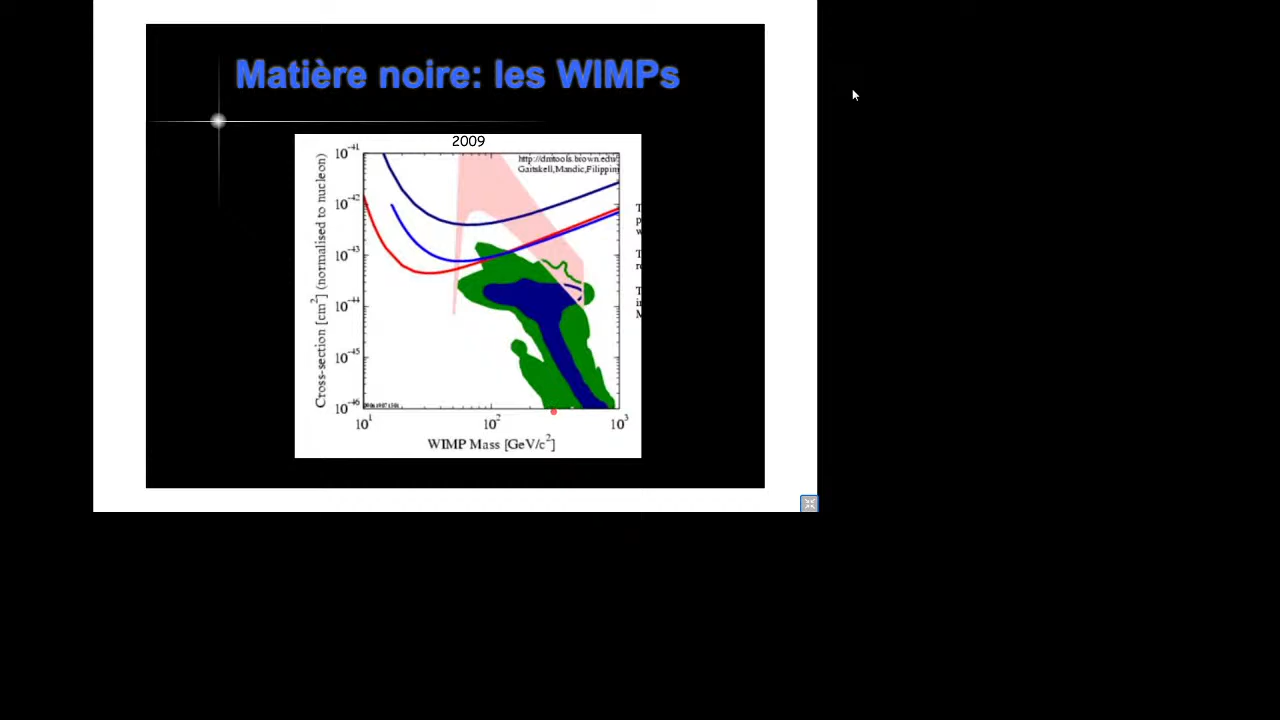 Matière noire: les WIMPs
2009
http://dmtools.brown.edu/
Gaitskell,Mandic,Filippini
Cross-section [cm²] (normalised to nucleon)
10⁻⁴¹
10⁻⁴²
10⁻⁴³
10⁻⁴⁴
10⁻⁴⁵
10⁻⁴⁶
10¹
10²
10³
WIMP Mass [GeV/c²]